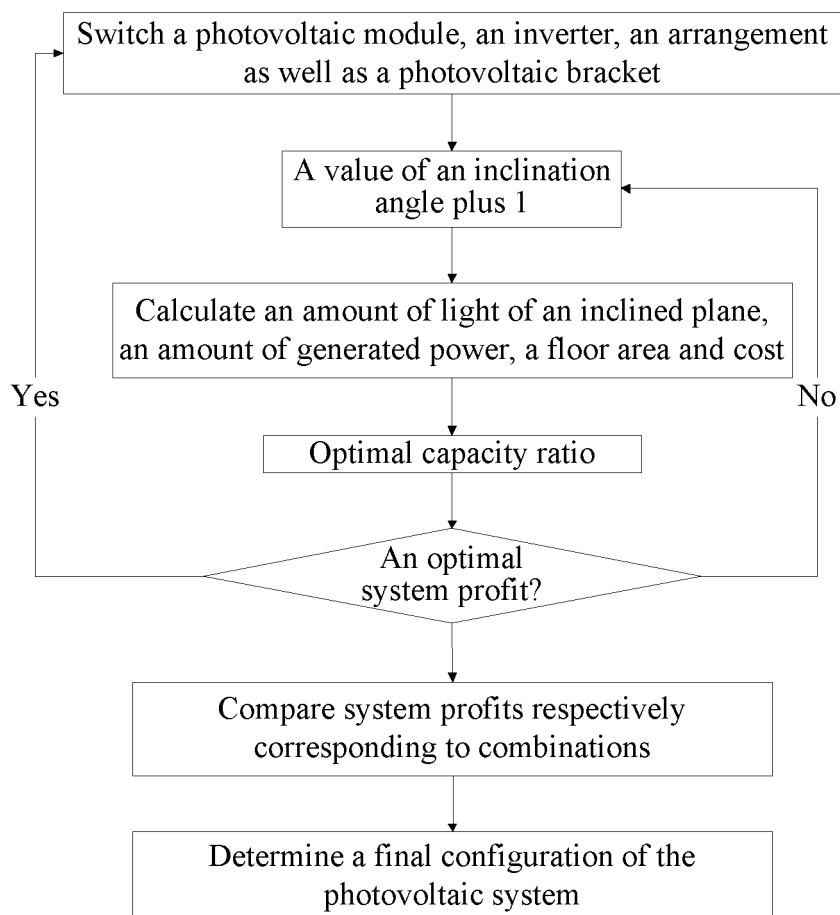 Switch a photovoltaic module, an inverter, an arrangement
as well as a photovoltaic bracket
A value of an inclination
angle plus 1
Calculate an amount of light of an inclined plane,
an amount of generated power, a floor area and cost
Yes
No
Optimal capacity ratio
An optimal
system profit?
Compare system profits respectively
corresponding to combinations
Determine a final configuration of the
photovoltaic system